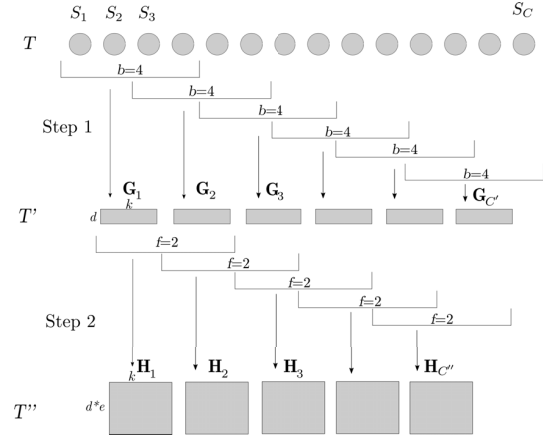 S1 S2 S3 SC
T
b=4
b=4
b=4
Step 1
b=4
b=4
b=4
G1 G2 G3 GC'
k
T' d
f=2
f=2
f=2
f=2
Step 2
f=2
H1 H2 H3 HC''
k
T'' d*e